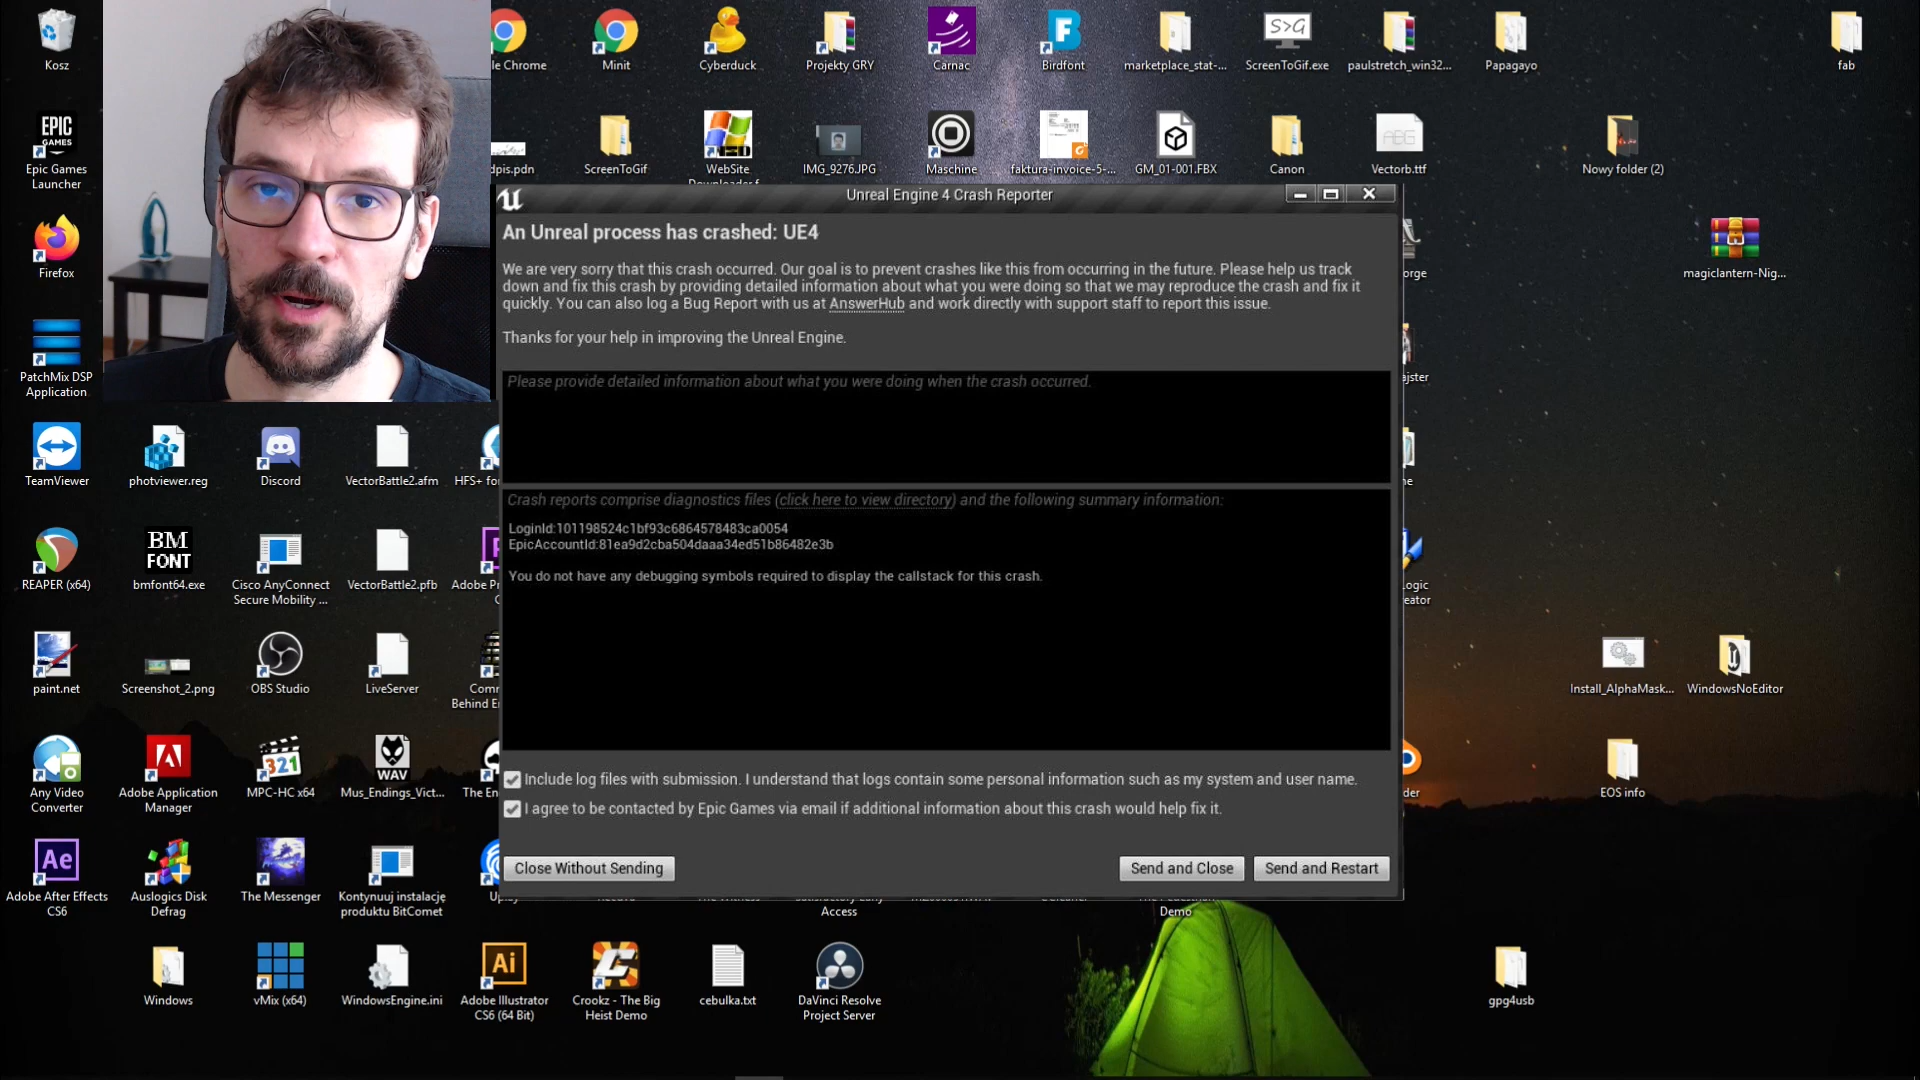 Kosz
le Chrome
Minit
Cyberduck
Projekty GRY
Carnac
Birdfont
marketplace_stat-...
S>G
ScreenToGif.exe
paulstretch_win32...
Papagayo
fab
EPIC
GAMES
Epic Games
Launcher
dpis.pdn
ScreenToGif
WebSite
IMG_9276.JPG
Maschine
faktura-invoice-5-...
GM_01-001.FBX
Canon
ABG
Vectorb.ttf
Nowy folder (2)
Unreal Engine 4 Crash Reporter
An Unreal process has crashed: UE4
We are very sorry that this crash occurred. Our goal is to prevent crashes like this from occurring in the future. Please help us track
down and fix this crash by providing detailed information about what you were doing so that we may reproduce the crash and fix it
quickly. You can also log a Bug Report with us at AnswerHub and work directly with support staff to report this issue.
Thanks for your help in improving the Unreal Engine.
Please provide detailed information about what you were doing when the crash occurred.
Crash reports comprise diagnostics files (click here to view directory) and the following summary information:
LoginId:101198524c1bf93c6864578483ca0054
EpicAccountId:81ea9d2cba504daaa34ed51b86482e3b
You do not have any debugging symbols required to display the callstack for this crash.
Include log files with submission. I understand that logs contain some personal information such as my system and user name.
I agree to be contacted by Epic Games via email if additional information about this crash would help fix it.
Close Without Sending
Send and Close
Send and Restart
Firefox
orge
magiclantern-Nig...
PatchMix DSP
Application
ajster
TeamViewer
photviewer.reg
Discord
VectorBattle2.afm
HFS+ fo
ne
REAPER (x64)
BM
FONT
bmfont64.exe
Cisco AnyConnect
Secure Mobility ...
VectorBattle2.pfb
Adobe P
ogic
eator
paint.net
Screenshot_2.png
OBS Studio
LiveServer
Com
Behind E
Install_AlphaMask...
WindowsNoEditor
Any Video
Converter
Adobe Application
Manager
321
MPC-HC x64
WAV
Mus_Endings_Vict...
The En
der
EOS info
Ae
Adobe After Effects
CS6
Auslogics Disk
Defrag
The Messenger
Kontynuuj instalację
produktu BitComet
Access
Demo
Windows
vMix (x64)
WindowsEngine.ini
Ai
Adobe Illustrator
CS6 (64 Bit)
Crookz - The Big
Heist Demo
cebulka.txt
DaVinci Resolve
Project Server
gpg4usb